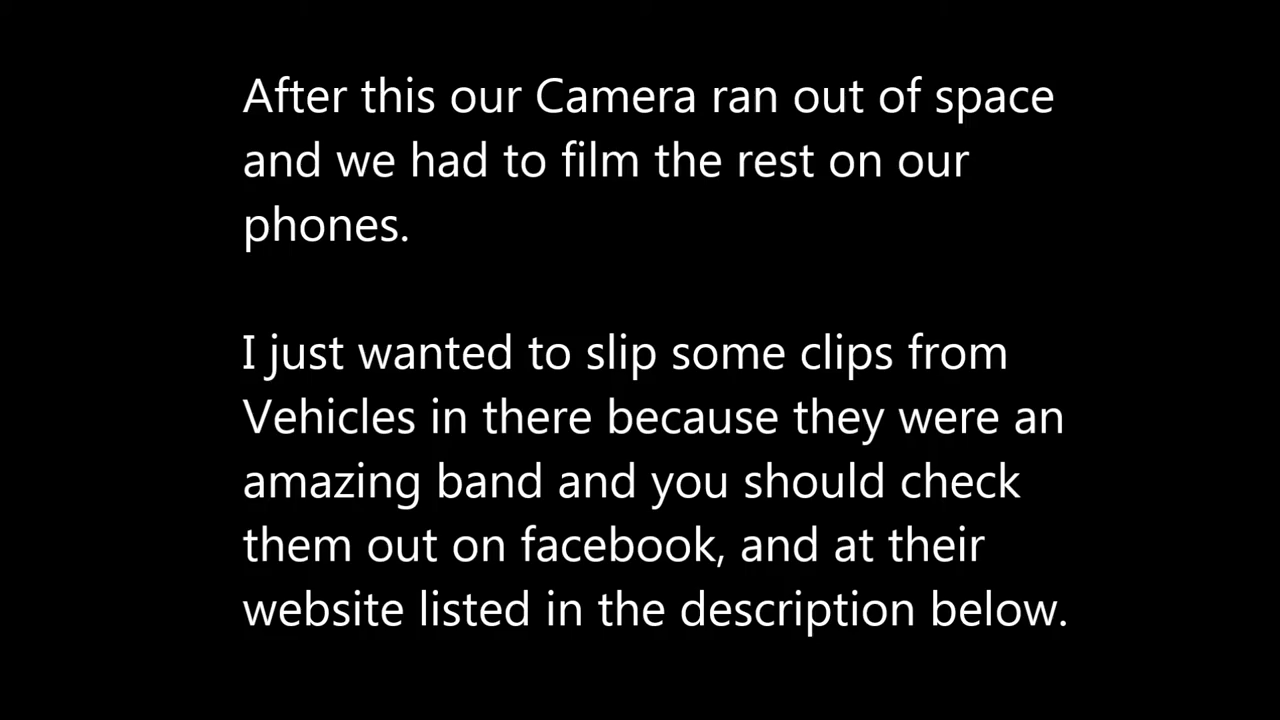 After this our Camera ran out of space
and we had to film the rest on our
phones.
I just wanted to slip some clips from
Vehicles in there because they were an
amazing band and you should check
them out on facebook, and at their
website listed in the description below.